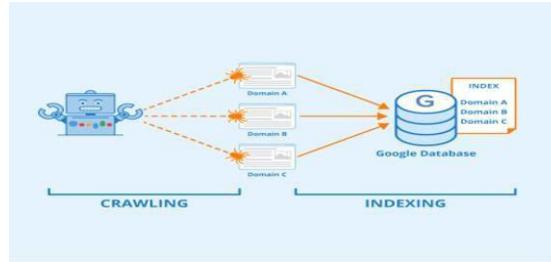 Domain A
Domain B
Domain C
G
Google Database
INDEX
Domain A
Domain B
Domain C
CRAWLING
INDEXING